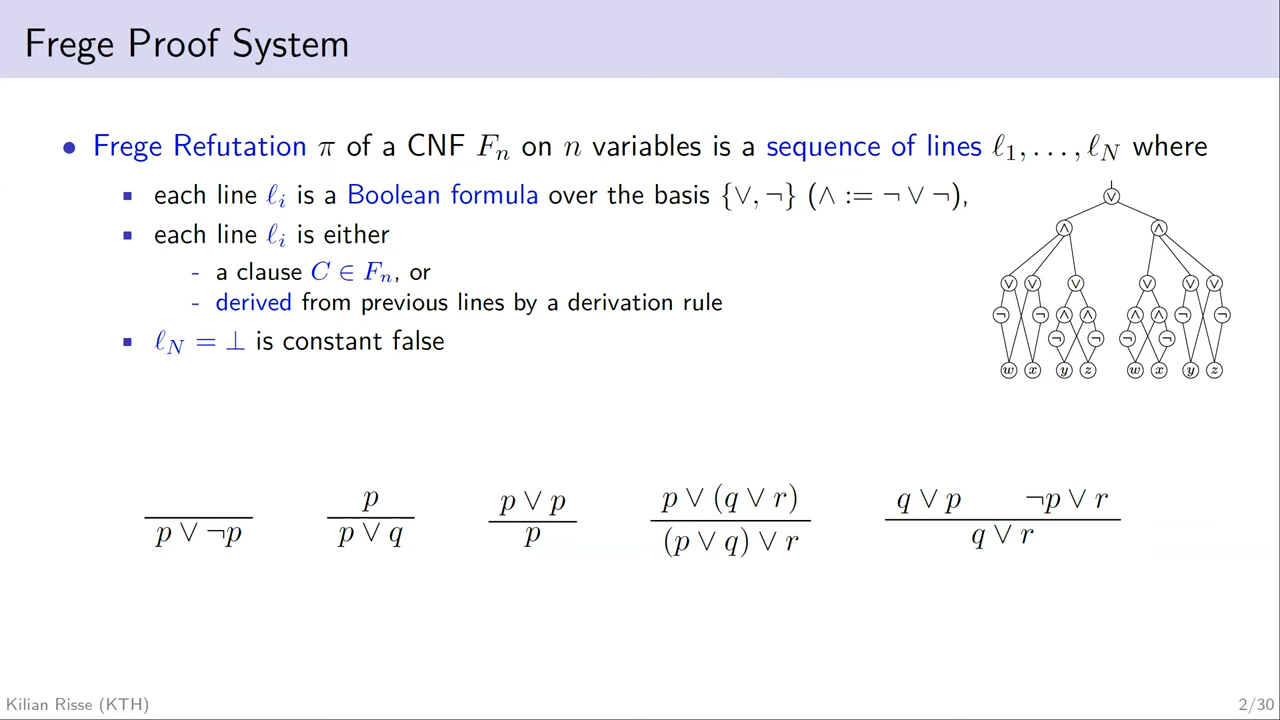 Frege Proof System
• Frege Refutation π of a CNF Fₙ on n variables is a sequence of lines ℓ₁, . . . , ℓ_N where
▪ each line ℓᵢ is a Boolean formula over the basis {∨, ¬} (∧ := ¬ ∨ ¬),
▪ each line ℓᵢ is either
- a clause C ∈ Fₙ, or
- derived from previous lines by a derivation rule
▪ ℓ_N = ⊥ is constant false
∨
∧ ∧
∨ ∨ ∨ ∨ ∨ ∨
¬ ¬ ∧ ∧ ∧ ∧ ¬ ¬
¬ ¬ ¬ ¬
w x y z w x y z
p p ∨ p p ∨ (q ∨ r) q ∨ p ¬p ∨ r
p ∨ ¬p p ∨ q p (p ∨ q) ∨ r q ∨ r
Kilian Risse (KTH) 2/30